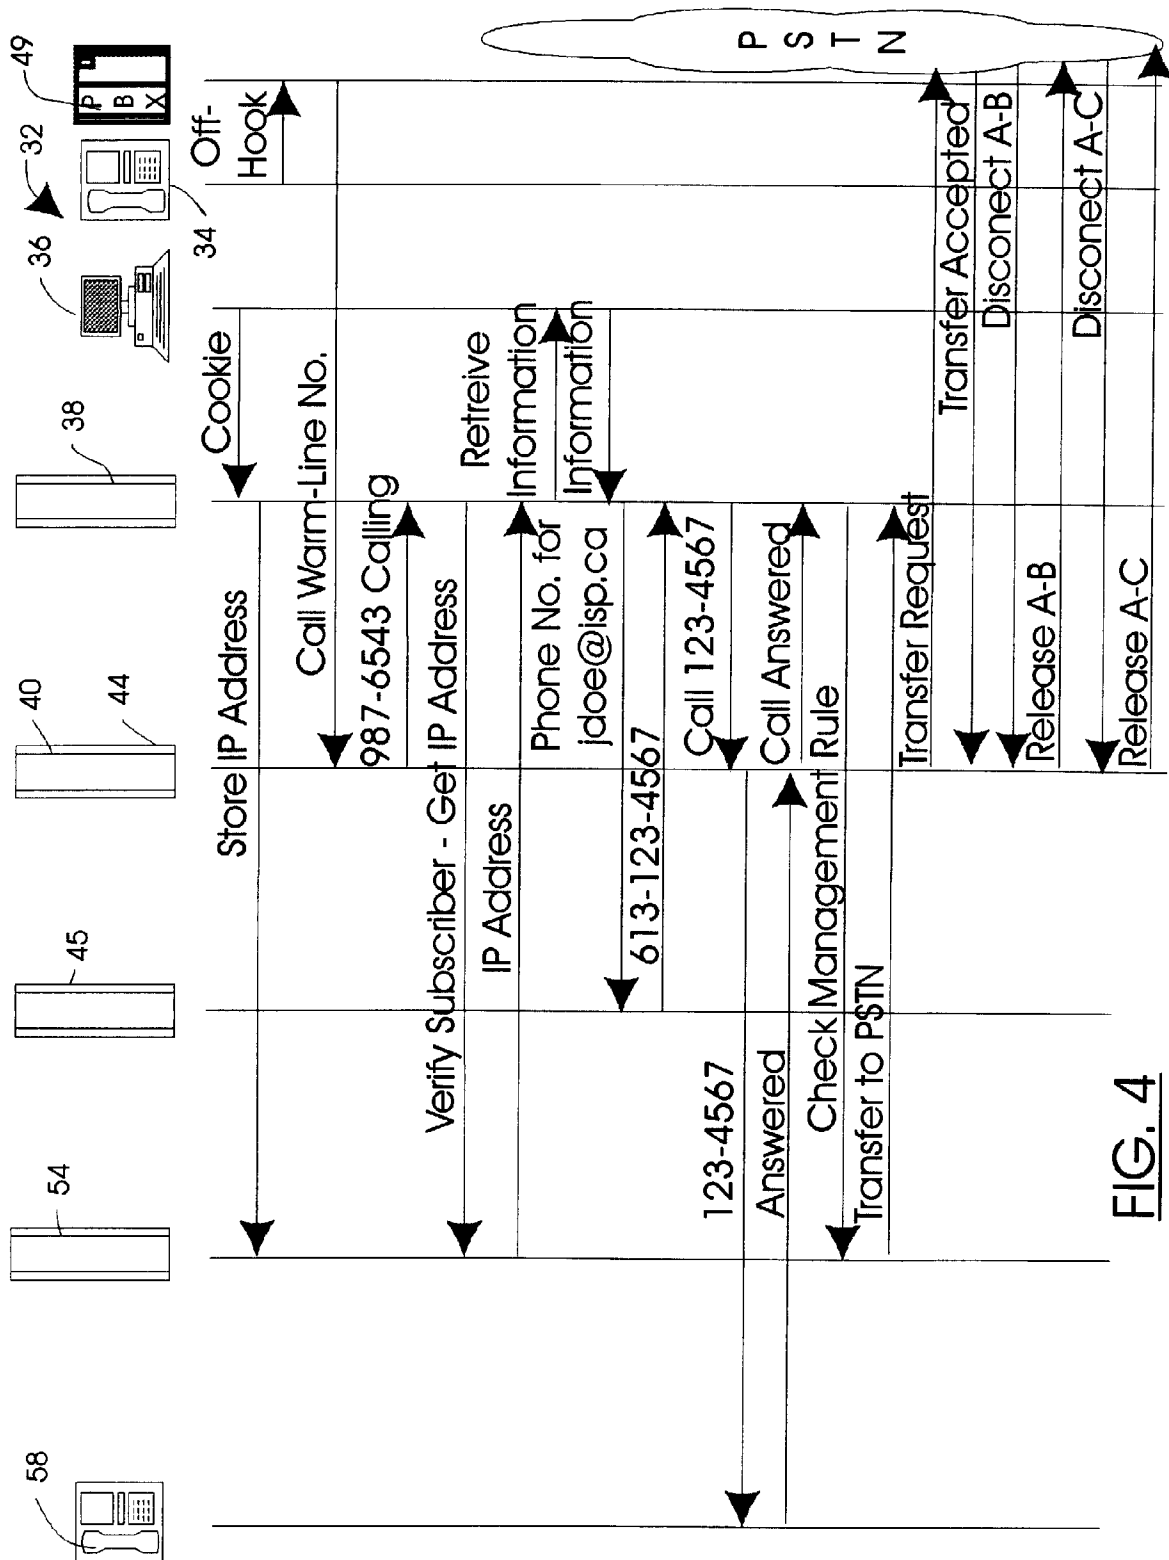 58
54
45
40
44
38
36
32
34
49
P
B
X
Off-
Hook
Cookie
Store IP Address
Call Warm-Line No.
987-6543 Calling
Verify Subscriber - Get IP Address
IP Address
Retreive
Information
Information
Phone No. for
jdoe@isp.ca
613-123-4567
Call 123-4567
123-4567
Answered
Call Answered
Check Management Rule
Transfer to PSTN
Transfer Request
Transfer Accepted
Disconect A-B
Release A-B
Disconect A-C
Release A-C
P
S
T
N
FIG. 4